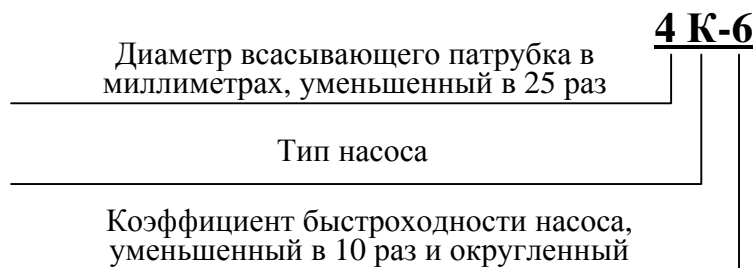 4 К-6
Диаметр всасывающего патрубка в
миллиметрах, уменьшенный в 25 раз
Тип насоса
Коэффициент быстроходности насоса,
уменьшенный в 10 раз и округленный